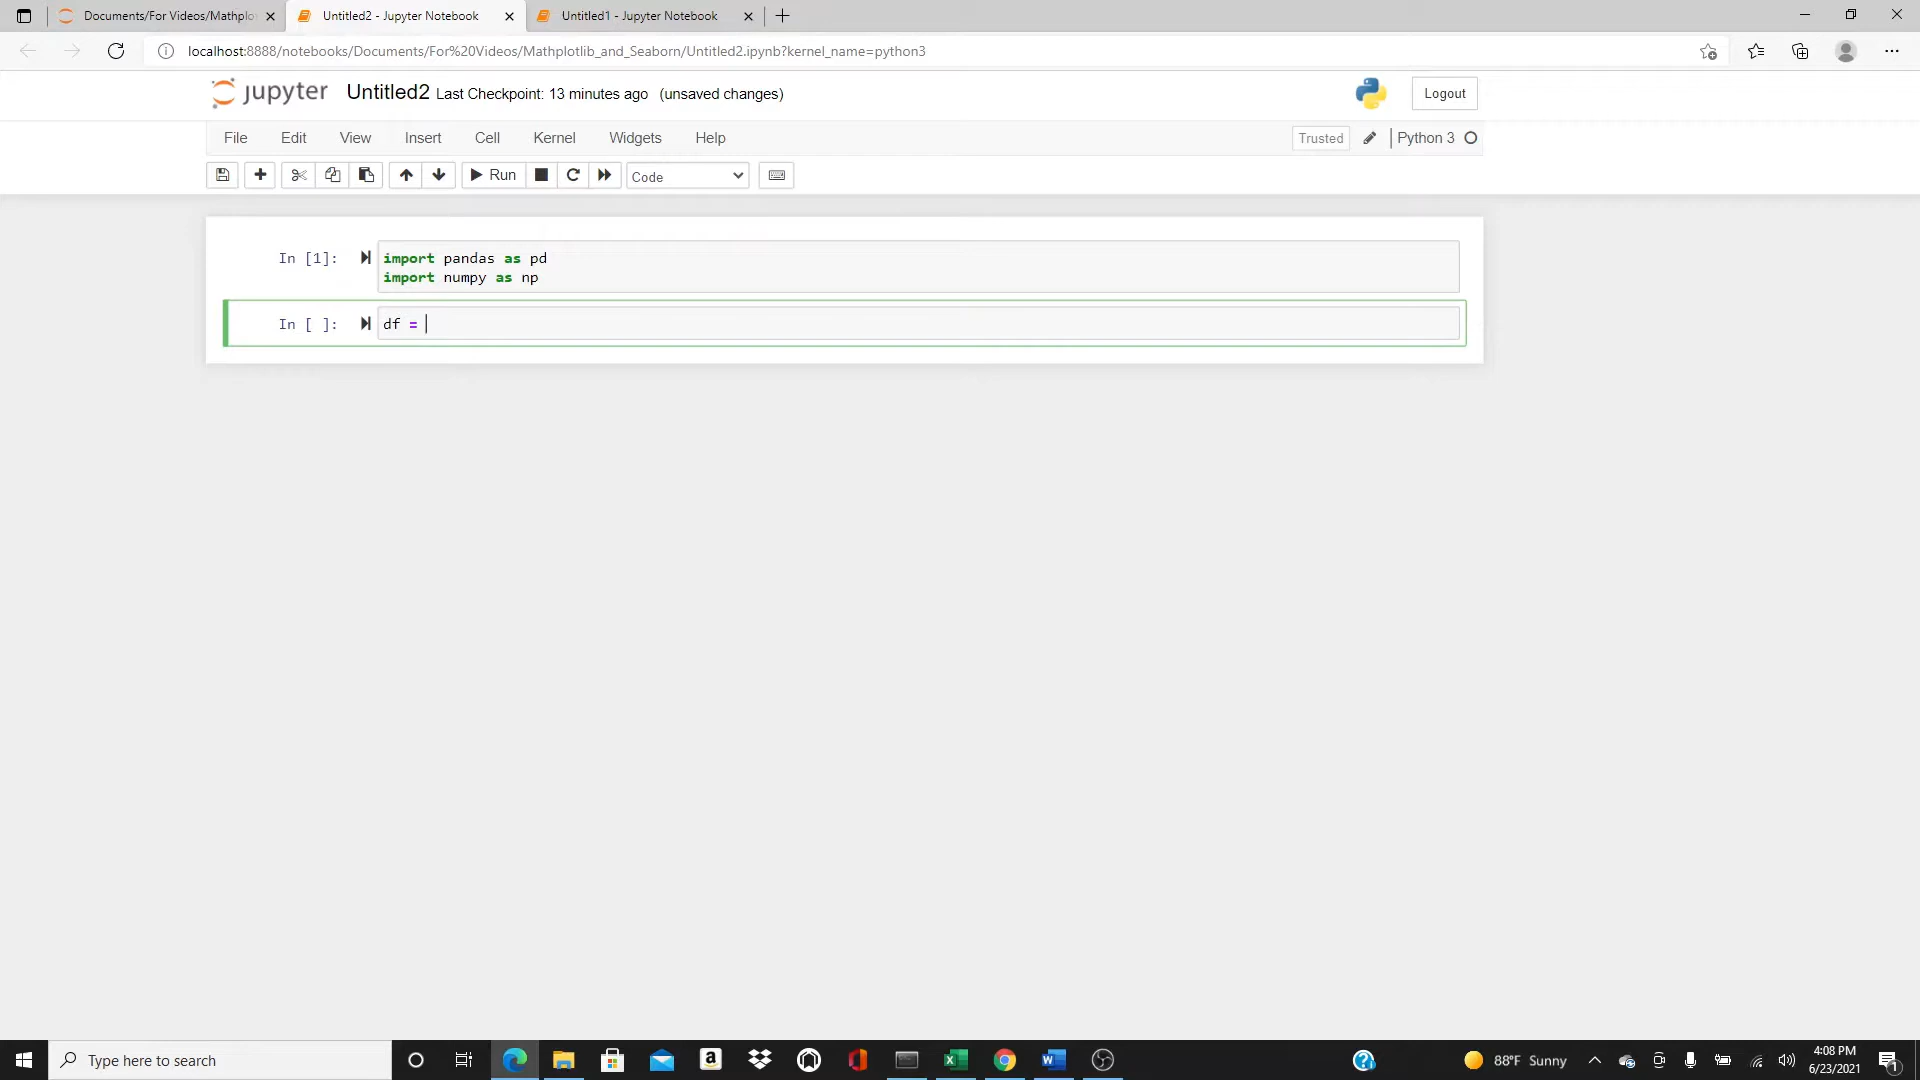 Documents/For Videos/Mathplo
Untitled2 - Jupyter Notebook
Untitled1 - Jupyter Notebook
localhost:8888/notebooks/Documents/For%20Videos/Mathplotlib_and_Seaborn/Untitled2.ipynb?kernel_name=python3
jupyter Untitled2 Last Checkpoint: 13 minutes ago (unsaved changes)
Logout
File Edit View Insert Cell Kernel Widgets Help
Trusted
Python 3
Run
Code
In [1]: import pandas as pd
import numpy as np
In [ ]: df =
Type here to search
88°F Sunny
4:08 PM
6/23/2021
1